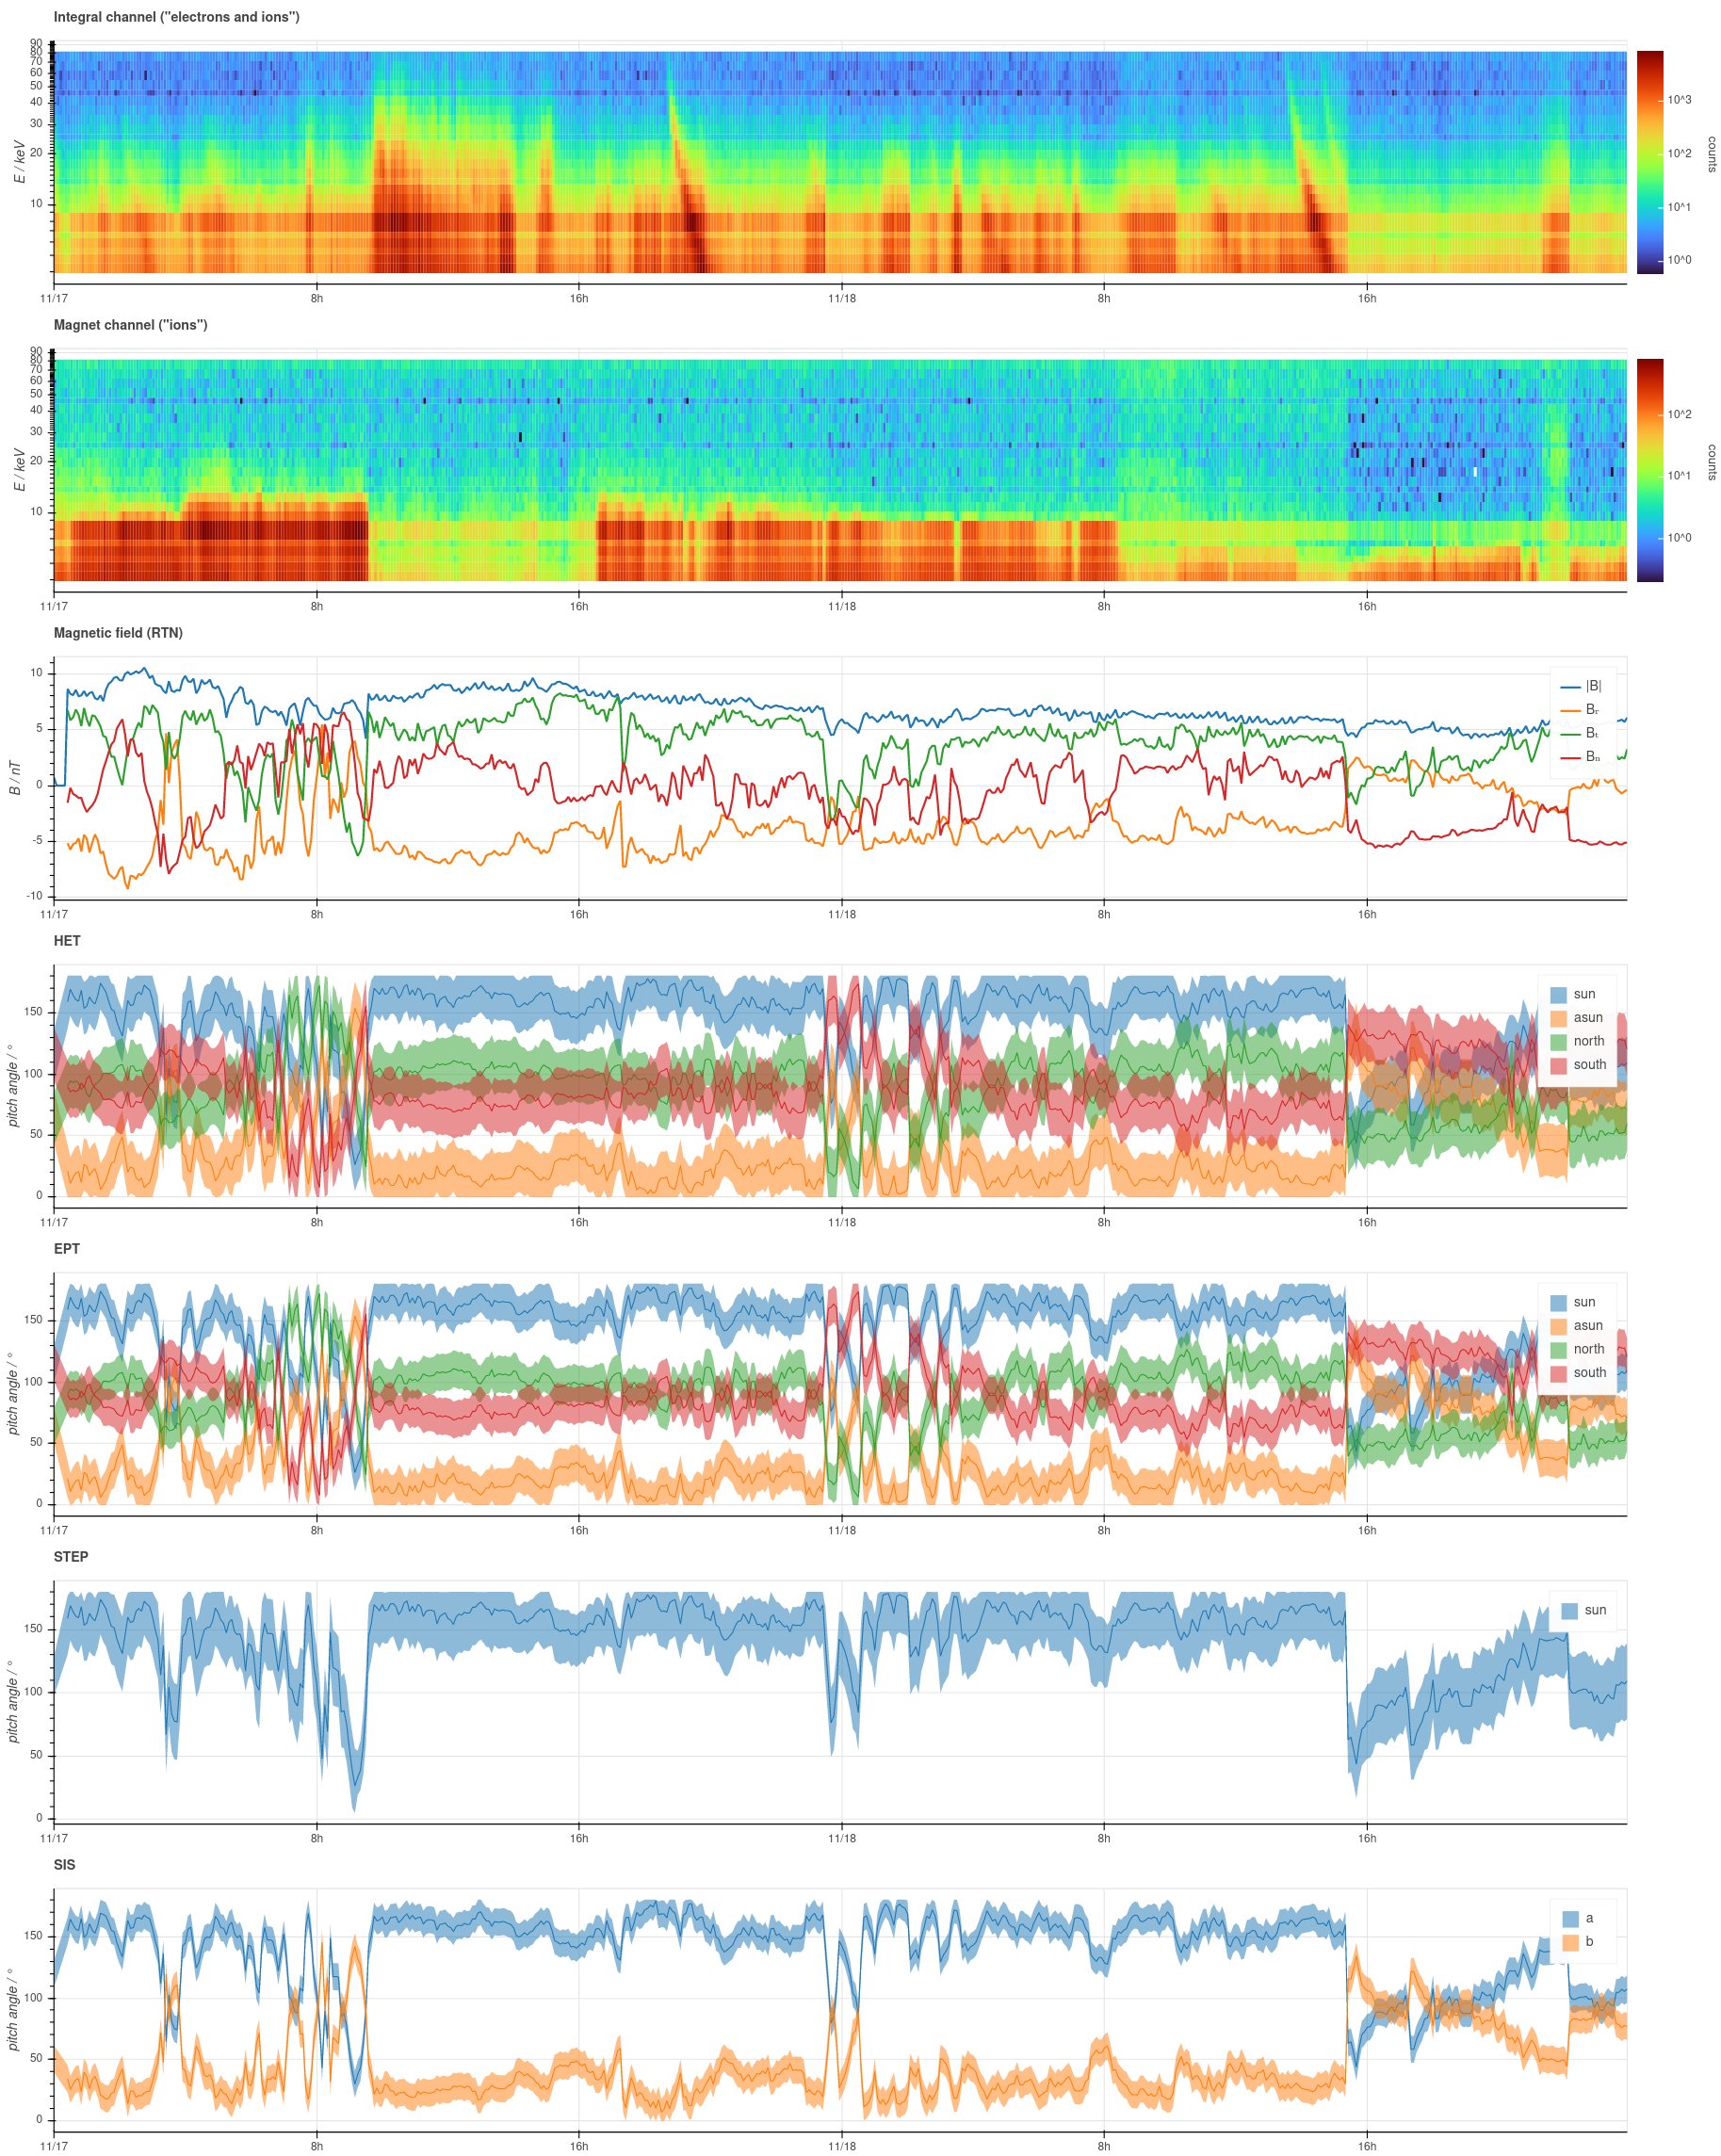 Integral channel ("electrons and ions")
90
80
70
60
50
40
30
20
10
E / keV
10^3
10^2
10^1
10^0
counts
11/17 8h 16h 11/18 8h 16h
Magnet channel ("ions")
90
80
70
60
50
40
30
20
10
E / keV
10^2
10^1
10^0
counts
11/17 8h 16h 11/18 8h 16h
Magnetic field (RTN)
10
5
0
-5
-10
B / nT
|B|
Bᵣ
Bₜ
Bₙ
11/17 8h 16h 11/18 8h 16h
HET
150
100
50
0
pitch angle / °
sun
asun
north
south
11/17 8h 16h 11/18 8h 16h
EPT
150
100
50
0
pitch angle / °
sun
asun
north
south
11/17 8h 16h 11/18 8h 16h
STEP
150
100
50
0
pitch angle / °
sun
11/17 8h 16h 11/18 8h 16h
SIS
150
100
50
0
pitch angle / °
a
b
11/17 8h 16h 11/18 8h 16h